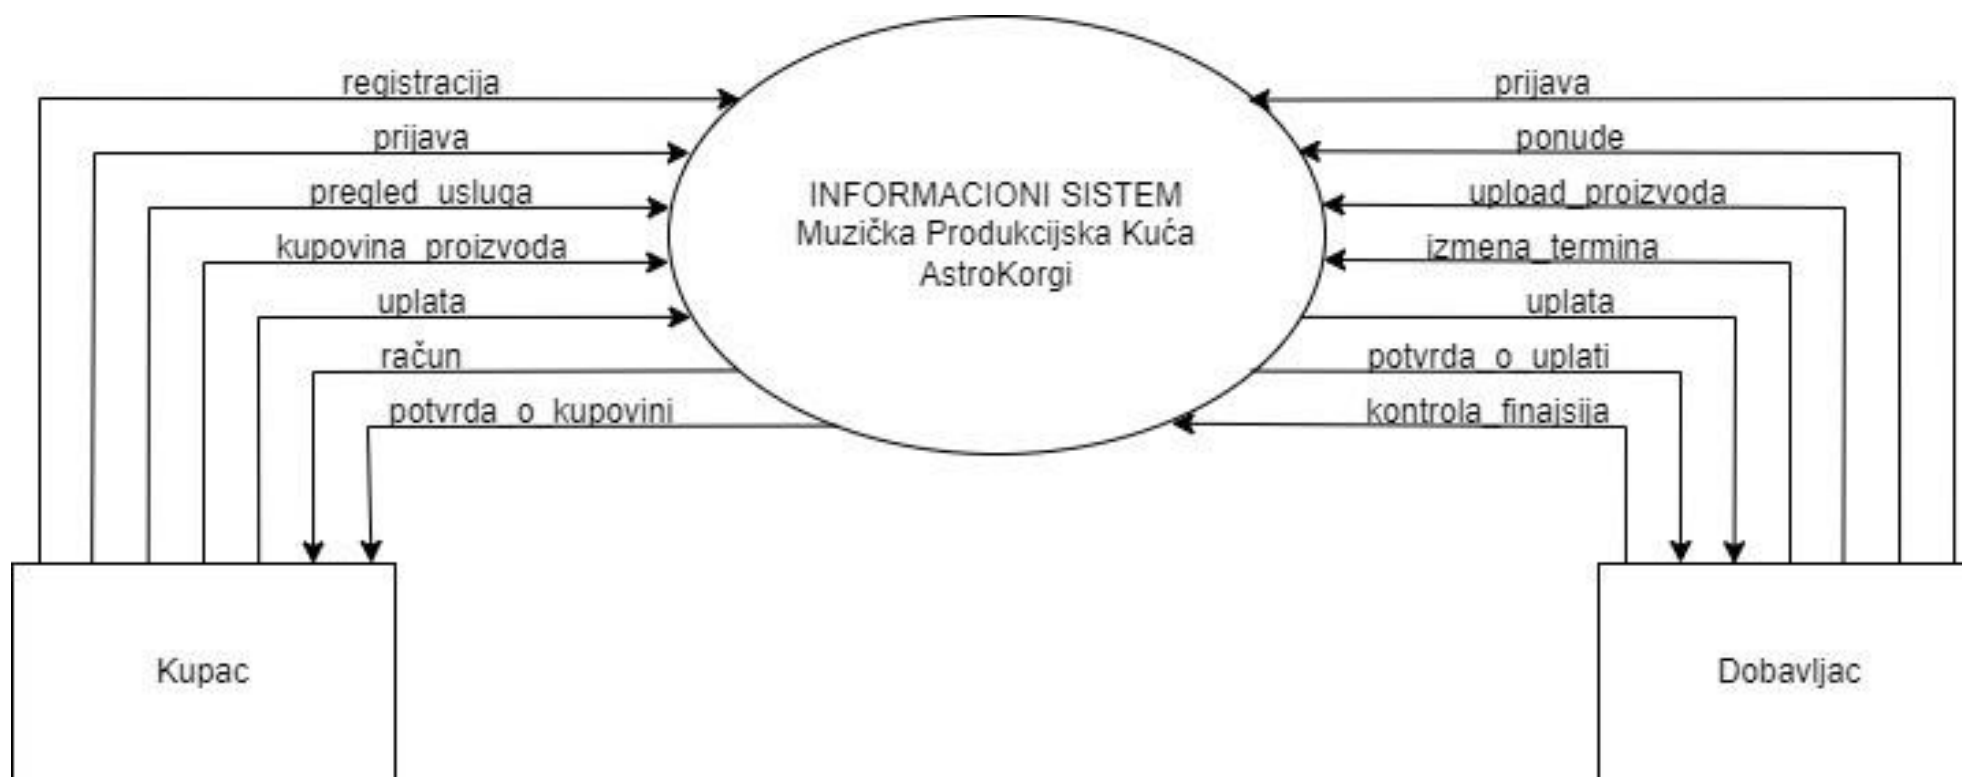 registracija
prijava
pregled_usluga
kupovina_proizvoda
uplata
račun
potvrda_o_kupovini
INFORMACIONI SISTEM
Muzička Produkcijska Kuća
AstroKorgi
prijava
ponude
upload_proizvoda
izmena_termina
uplata
potvrda_o_uplati
kontrola_finajsija
Kupac
Dobavljac